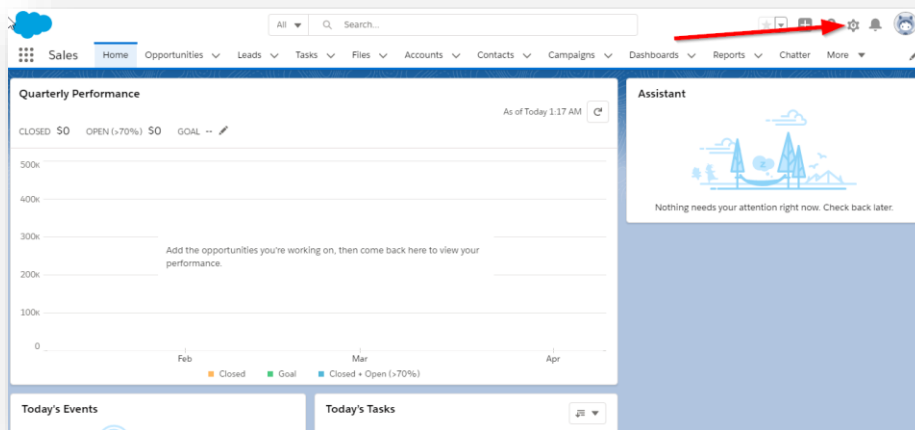 All Search...
Sales Home Opportunities Leads Tasks Files Accounts Contacts Campaigns Dashboards Reports Chatter More
Quarterly Performance
As of Today 1:17 AM
CLOSED $0 OPEN (>70%) $0 GOAL --
500K
400K
300K
200K
100K
0
Add the opportunities you're working on, then come back here to view your
performance.
Feb Mar Apr
Closed Goal Closed + Open (>70%)
Assistant
Nothing needs your attention right now. Check back later.
Today's Events
Today's Tasks